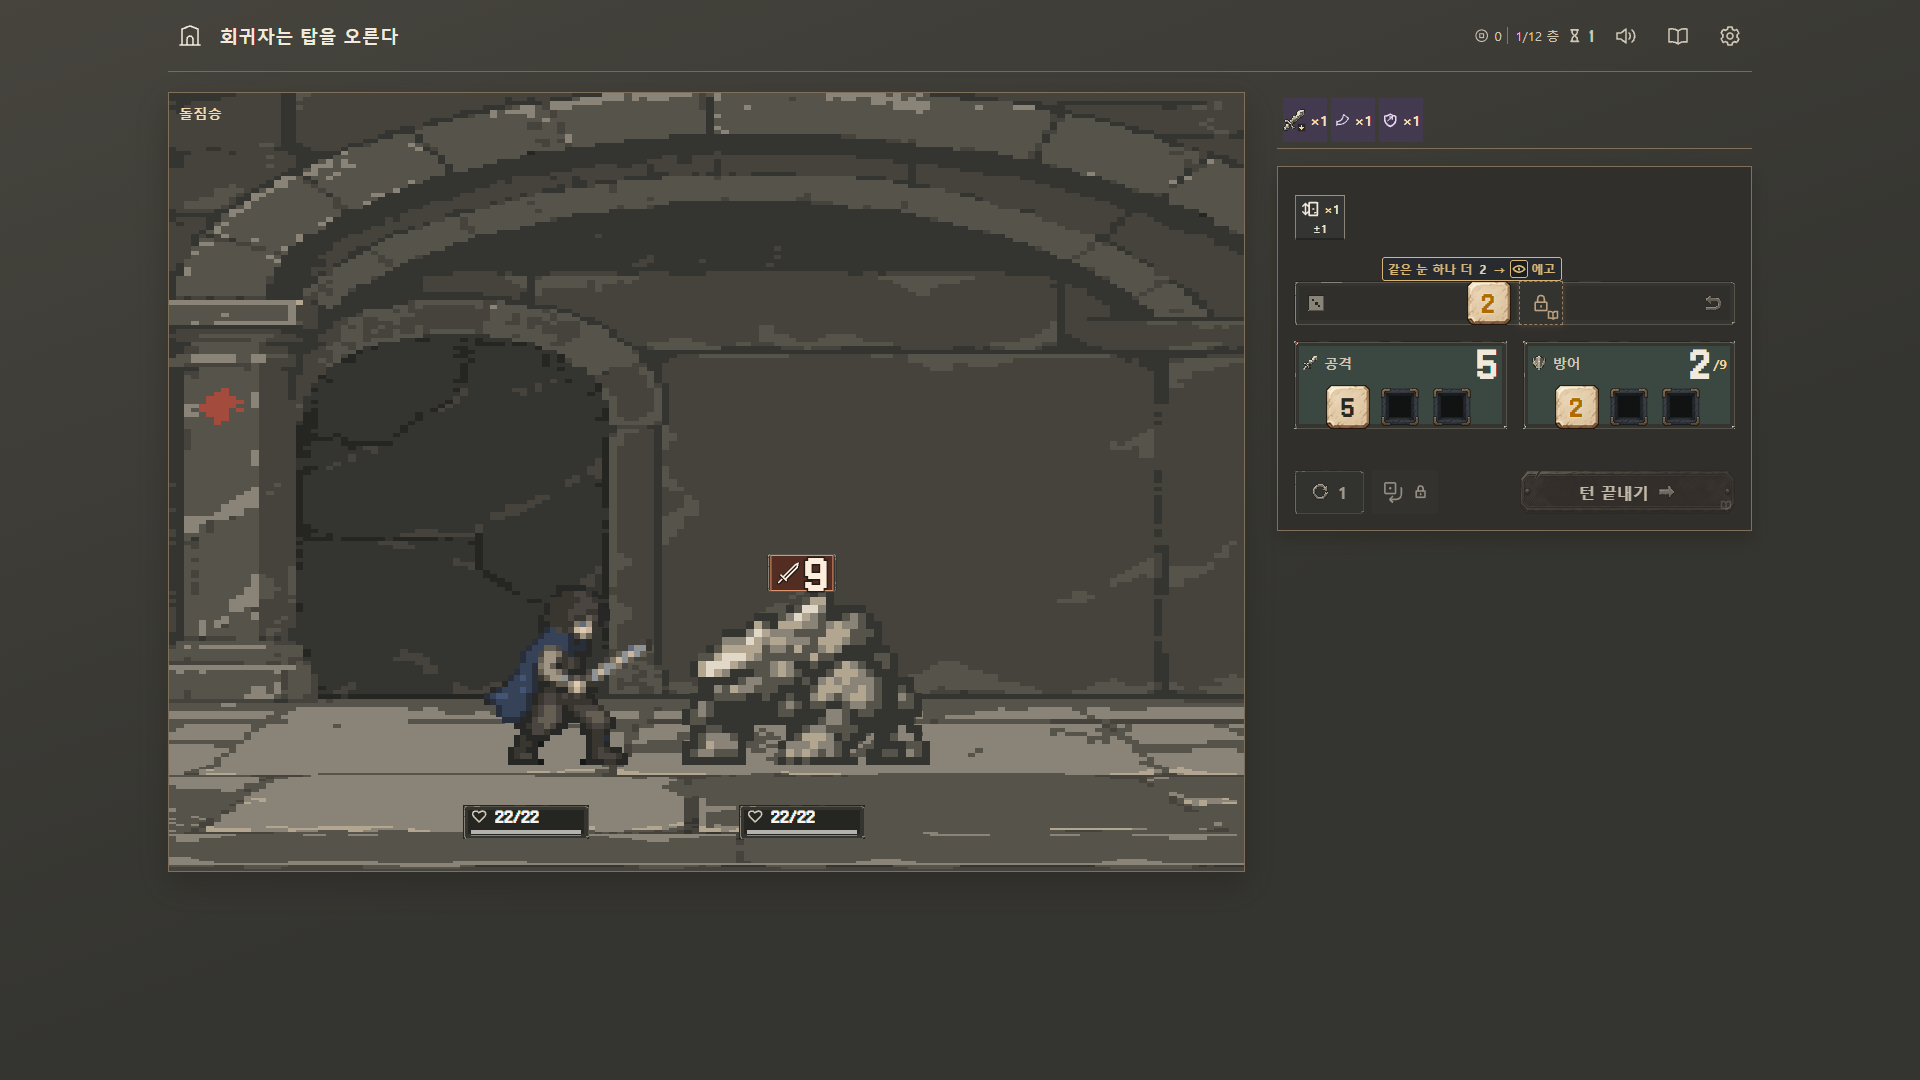 회귀자는 탑을 오른다
0 1/12 층 1
돌짐승
×1 ×1 ×1
×1
±1
같은 눈 하나 더 2 → 에고
2
공격 5
방어 2/9
5
2
1
턴 끝내기
9
22/22
22/22